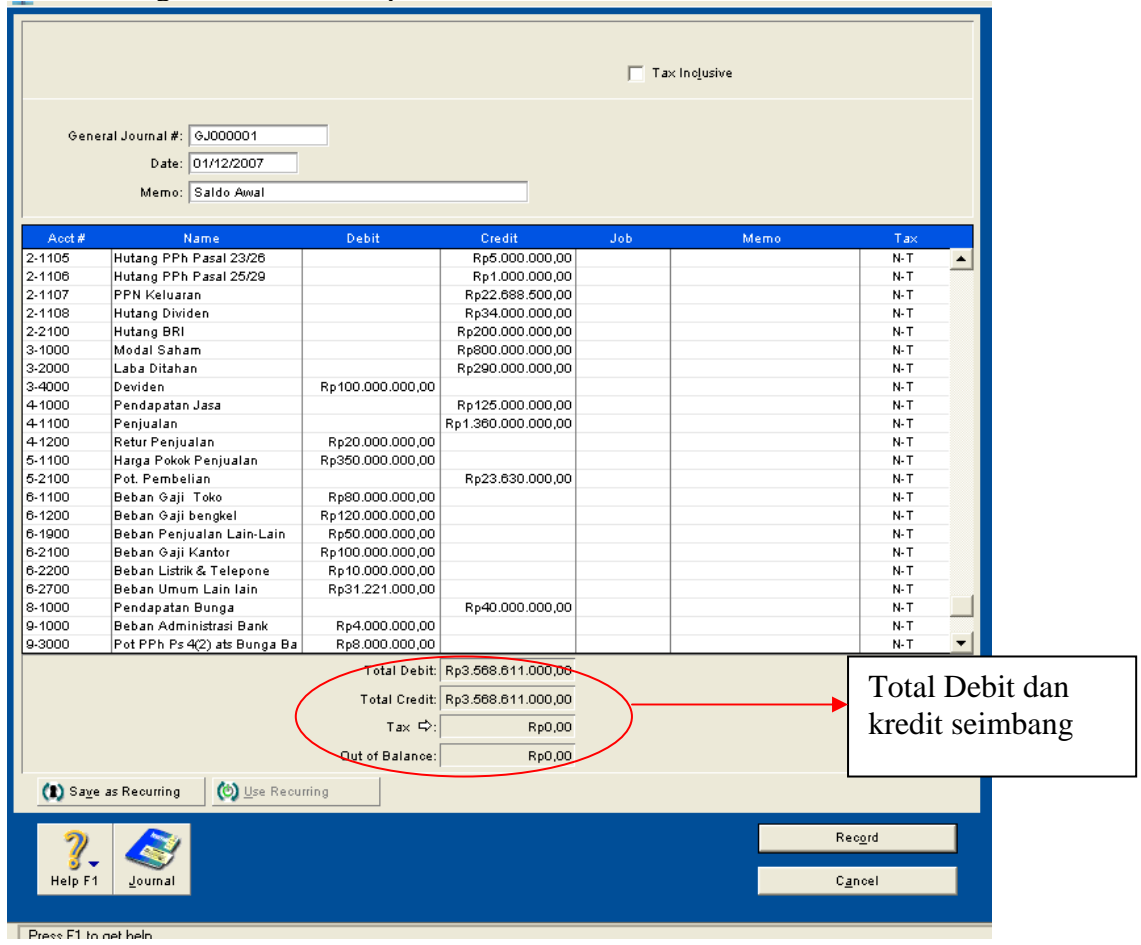 Tax Inclusive
General Journal #: GJ000001
Date: 01/12/2007
Memo: Saldo Awal
Acct # Name Debit Credit Job Memo Tax
2-1105 Hutang PPh Pasal 23/26 Rp5.000.000,00 N-T
2-1106 Hutang PPh Pasal 25/29 Rp1.000.000,00 N-T
2-1107 PPN Keluaran Rp22.688.500,00 N-T
2-1108 Hutang Dividen Rp34.000.000,00 N-T
2-2100 Hutang BRI Rp200.000.000,00 N-T
3-1000 Modal Saham Rp800.000.000,00 N-T
3-2000 Laba Ditahan Rp290.000.000,00 N-T
3-4000 Deviden Rp100.000.000,00 N-T
4-1000 Pendapatan Jasa Rp125.000.000,00 N-T
4-1100 Penjualan Rp1.360.000.000,00 N-T
4-1200 Retur Penjualan Rp20.000.000,00 N-T
5-1100 Harga Pokok Penjualan Rp350.000.000,00 N-T
5-2100 Pot. Pembelian Rp23.630.000,00 N-T
6-1100 Beban Gaji Toko Rp80.000.000,00 N-T
6-1200 Beban Gaji bengkel Rp120.000.000,00 N-T
6-1900 Beban Penjualan Lain-Lain Rp50.000.000,00 N-T
6-2100 Beban Gaji Kantor Rp100.000.000,00 N-T
6-2200 Beban Listrik & Telepone Rp10.000.000,00 N-T
6-2700 Beban Umum Lain lain Rp31.221.000,00 N-T
8-1000 Pendapatan Bunga Rp40.000.000,00 N-T
9-1000 Beban Administrasi Bank Rp4.000.000,00 N-T
9-3000 Pot PPh Ps 4(2) ats Bunga Ba Rp8.000.000,00 N-T
Total Debit: Rp3.568.611.000,00
Total Credit: Rp3.568.611.000,00
Tax ⇨: Rp0,00
Out of Balance: Rp0,00
Total Debit dan
kredit seimbang
Save as Recurring Use Recurring
Help F1 Journal
Record
Cancel
Press F1 to get help